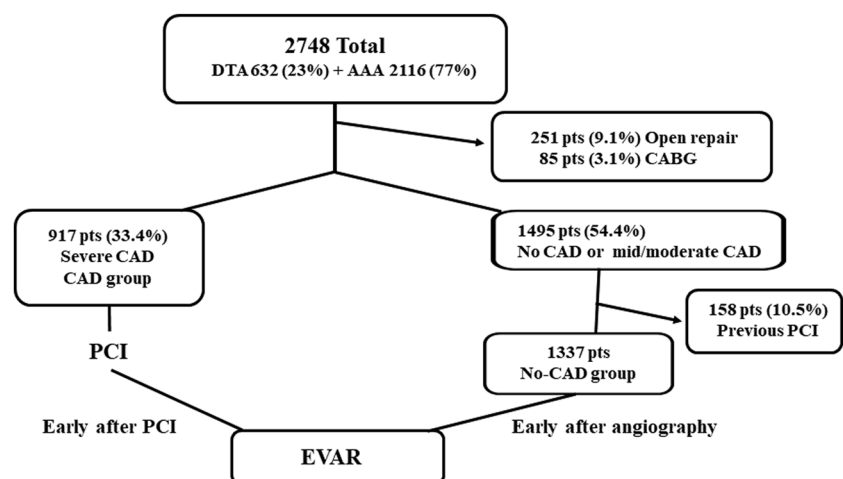 2748 Total
DTA 632 (23%) + AAA 2116 (77%)
251 pts (9.1%) Open repair
85 pts (3.1%) CABG
917 pts (33.4%)
Severe CAD
CAD group
1495 pts (54.4%)
No CAD or mid/moderate CAD
158 pts (10.5%)
Previous PCI
PCI
1337 pts
No-CAD group
Early after PCI
Early after angiography
EVAR